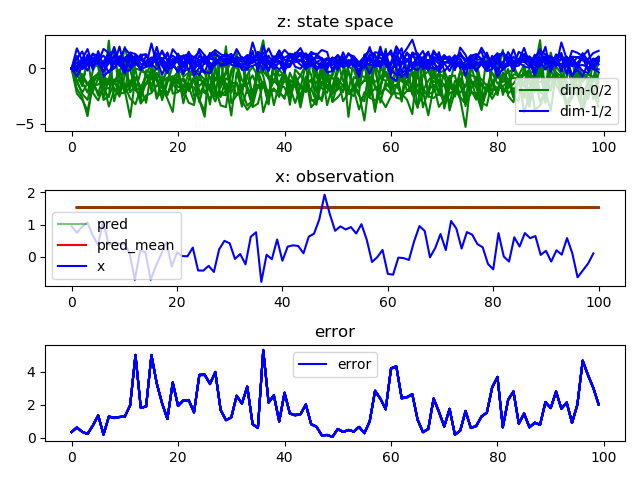 z: state space
0
−5
dim-0/2
dim-1/2
0 20 40 60 80 100
x: observation
2
1
0
pred
pred_mean
x
0 20 40 60 80 100
error
4
2
0
error
0 20 40 60 80 100